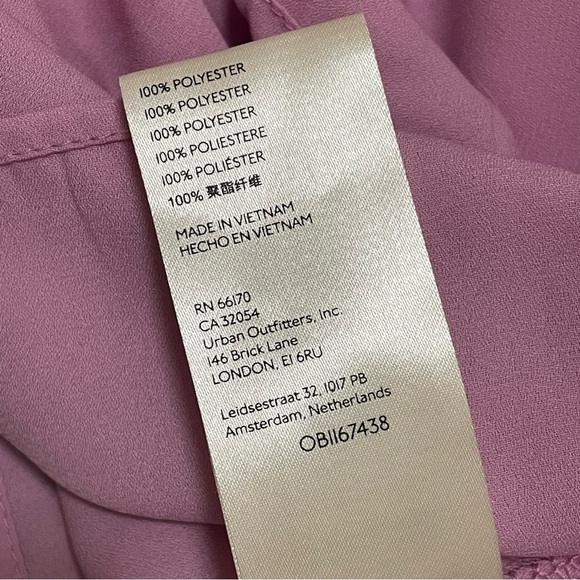 100% POLYESTER
100% POLYESTER
100% POLYESTER
100% POLIESTERE
100% POLIÉSTER
100% 聚酯纤维
MADE IN VIETNAM
HECHO EN VIETNAM
RN 66170
CA 32054
Urban Outfitters, Inc.
146 Brick Lane
LONDON, E1 6RU
Leidsestraat 32, 1017 PB
Amsterdam, Netherlands
OB1167438